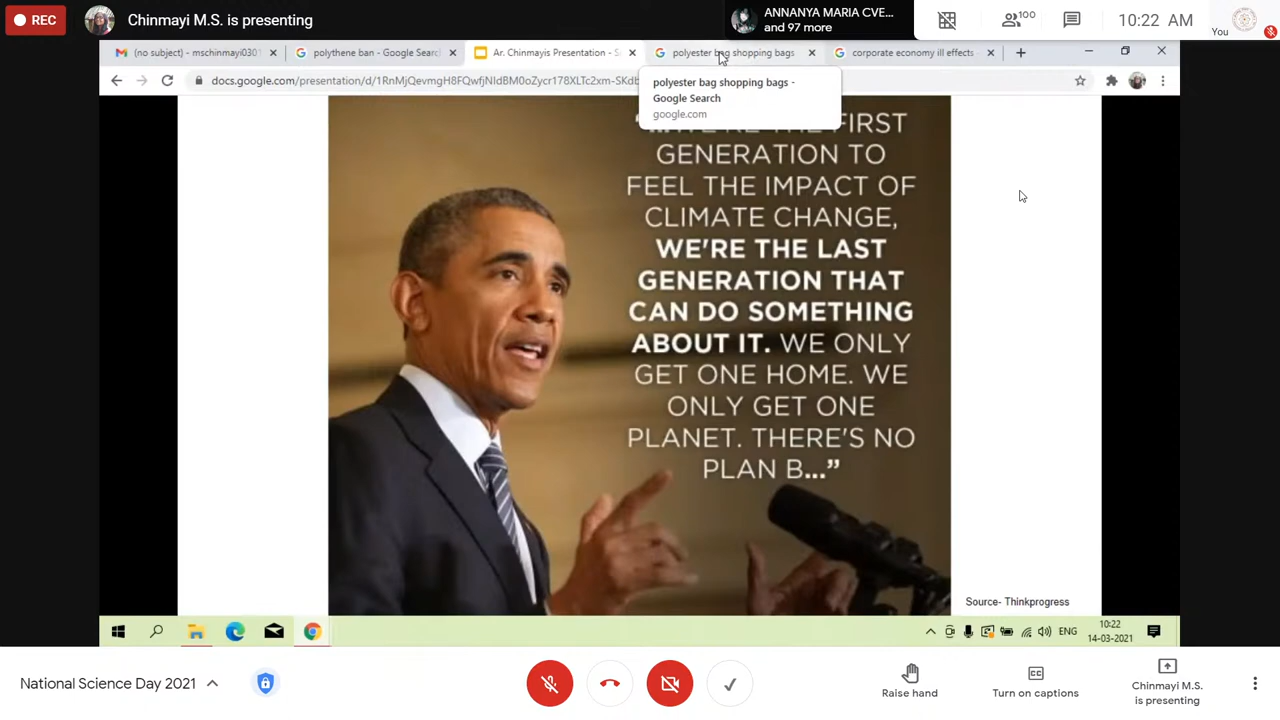 REC
Chinmayi M.S. is presenting
ANNANYA MARIA CVE...
and 97 more
100
10:22 AM
You
(no subject) - mschinmayi0301
polythene ban - Google Searc
Ar. Chinmayis Presentation - S
polyester bag shopping bags
corporate economy ill effects -
docs.google.com/presentation/d/1RnMjQevmgH8FQwfjNIdBM0oZycr178XLTc2xm-SKdb
polyester bag shopping bags -
Google Search
google.com
FIRST
GENERATION TO
FEEL THE IMPACT OF
CLIMATE CHANGE,
WE'RE THE LAST
GENERATION THAT
CAN DO SOMETHING
ABOUT IT. WE ONLY
GET ONE HOME. WE
ONLY GET ONE
PLANET. THERE'S NO
PLAN B..."
Source- Thinkprogress
ENG
10:22
14-03-2021
National Science Day 2021
Raise hand
Turn on captions
Chinmayi M.S.
is presenting